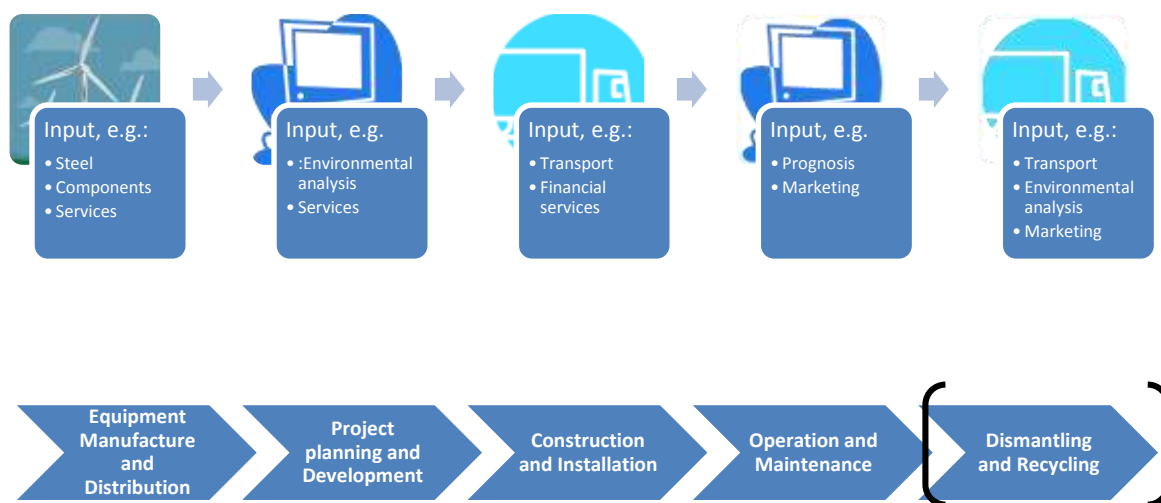 Input, e.g.:
• Steel
• Components
• Services
Input, e.g.
• :Environmental
analysis
• Services
Input, e.g.:
• Transport
• Financial
services
Input, e.g.
• Prognosis
• Marketing
Input, e.g.:
• Transport
• Environmental
analysis
• Marketing
Equipment
Manufacture
and
Distribution
Project
planning and
Development
Construction
and Installation
Operation and
Maintenance
Dismantling
and Recycling